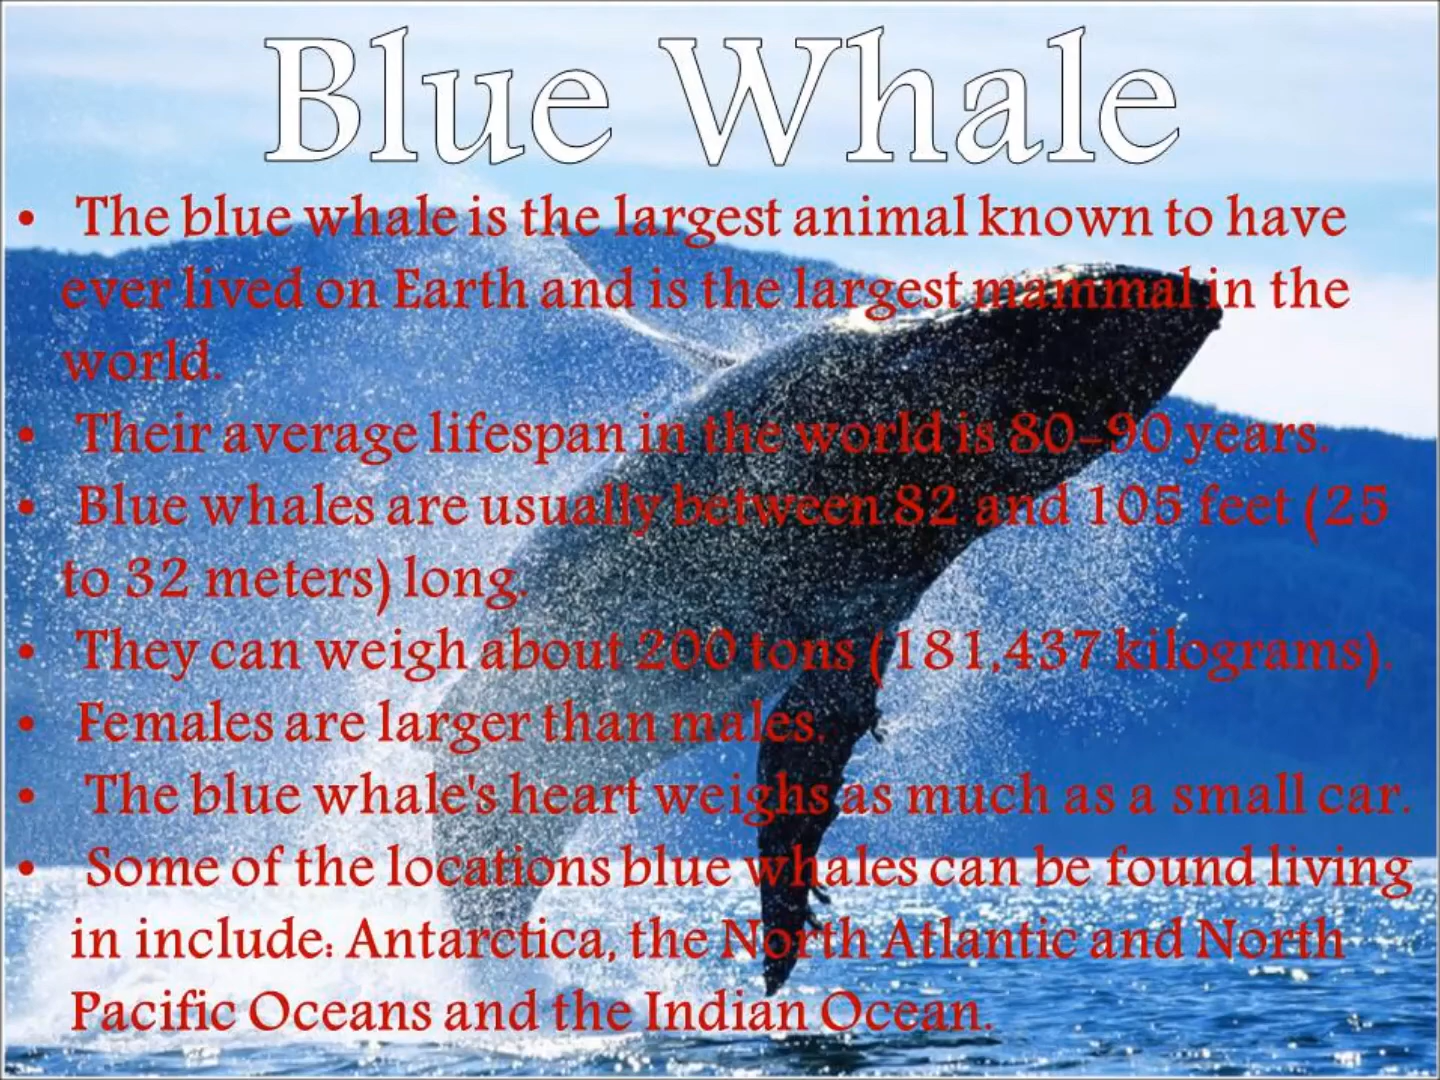 Blue Whale
• The blue whale is the largest animal known to have
ever lived on Earth and is the largest mammal in the
world.
• Their average lifespan in the world is 80-90 years.
• Blue whales are usually between 82 and 105 feet (25
to 32 meters) long.
• They can weigh about 200 tons (181,437 kilograms).
• Females are larger than males.
• The blue whale's heart weighs as much as a small car.
• Some of the locations blue whales can be found living
in include: Antarctica, the North Atlantic and North
Pacific Oceans and the Indian Ocean.